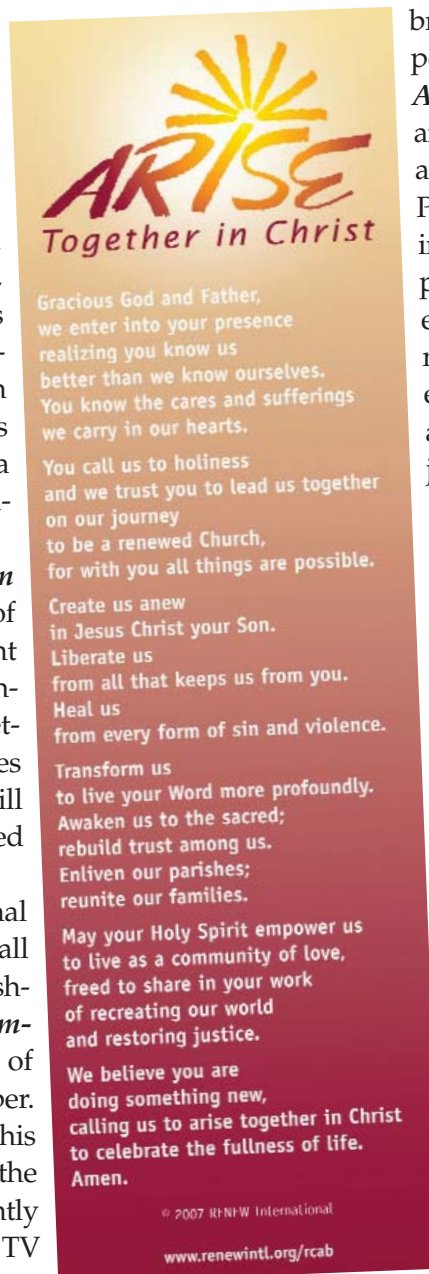 ARISE
Together in Christ
Gracious God and Father,
we enter into your presence
realizing you know us
better than we know ourselves.
You know the cares and sufferings
we carry in our hearts.
You call us to holiness
and we trust you to lead us together
on our journey
to be a renewed Church,
for with you all things are possible.
Create us anew
in Jesus Christ your Son.
Liberate us
from all that keeps us from you.
Heal us
from every form of sin and violence.
Transform us
to live your Word more profoundly.
Awaken us to the sacred;
rebuild trust among us.
Enliven our parishes;
reunite our families.
May your Holy Spirit empower us
to live as a community of love,
freed to share in your work
of recreating our world
and restoring justice.
We believe you are
doing something new,
calling us to arise together in Christ
to celebrate the fullness of life.
Amen.
© 2007 RENEW International
www.renewintl.org/rcab
of
all
of
the
TV